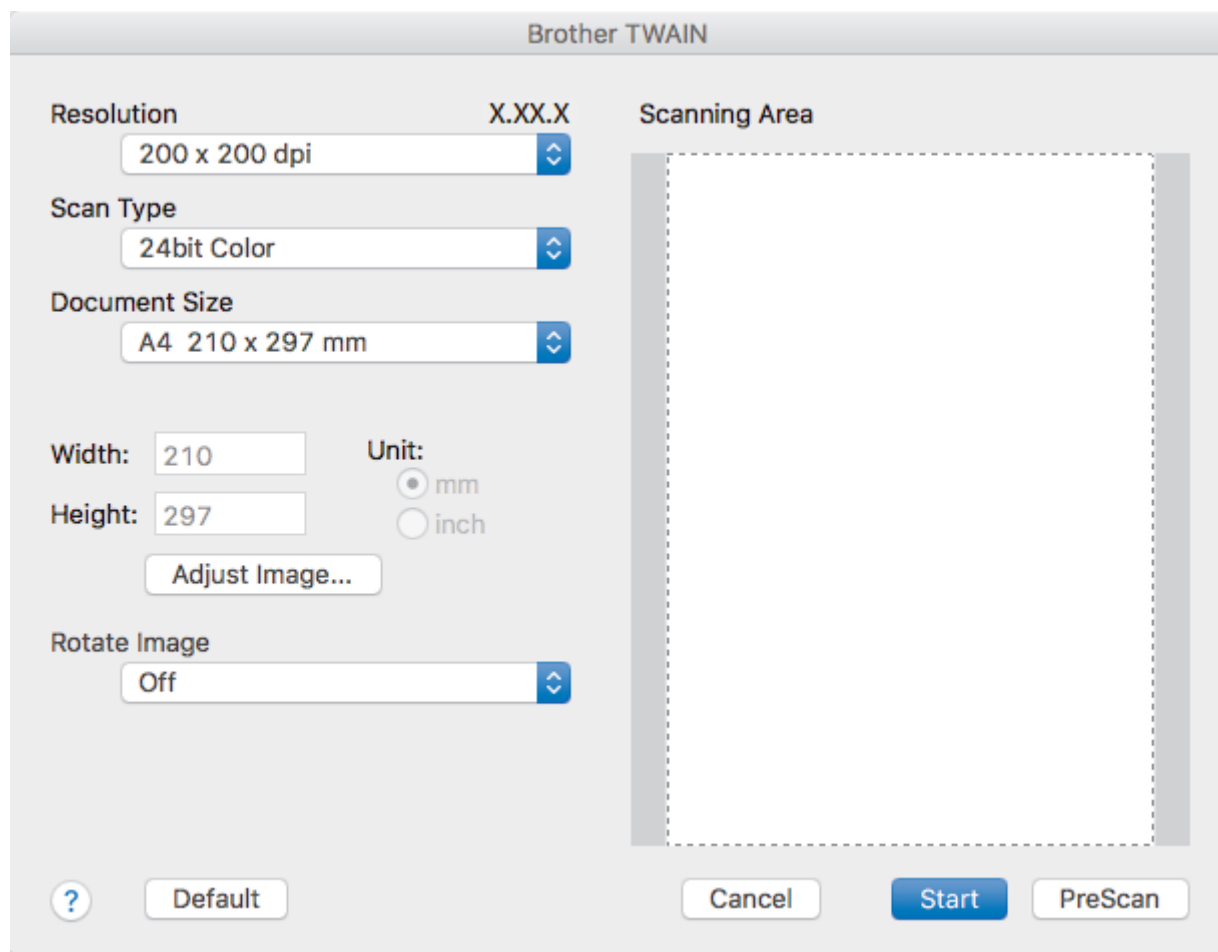 Brother TWAIN
Resolution X.XX.X
200 x 200 dpi
Scan Type
24bit Color
Document Size
A4 210 x 297 mm
Width: 210
Height: 297
Unit:
mm
inch
Adjust Image...
Rotate Image
Off
Scanning Area
? Default Cancel Start PreScan